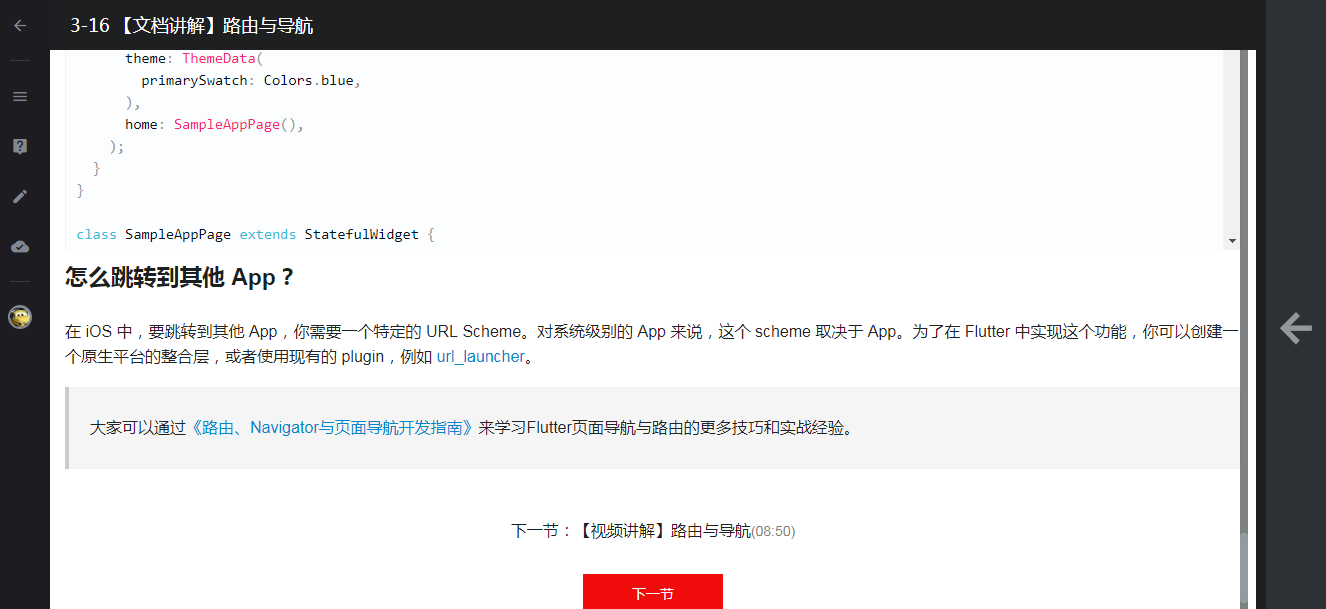 3-16 【文档讲解】路由与导航
theme: ThemeData(
primarySwatch: Colors.blue,
),
home: SampleAppPage(),
);
}
}
class SampleAppPage extends StatefulWidget {
怎么跳转到其他 App？
在 iOS 中，要跳转到其他 App，你需要一个特定的 URL Scheme。对系统级别的 App 来说，这个 scheme 取决于 App。为了在 Flutter 中实现这个功能，你可以创建一
个原生平台的整合层，或者使用现有的 plugin，例如 url_launcher。
大家可以通过《路由、Navigator与页面导航开发指南》来学习Flutter页面导航与路由的更多技巧和实战经验。
下一节：【视频讲解】路由与导航(08:50)
下一节